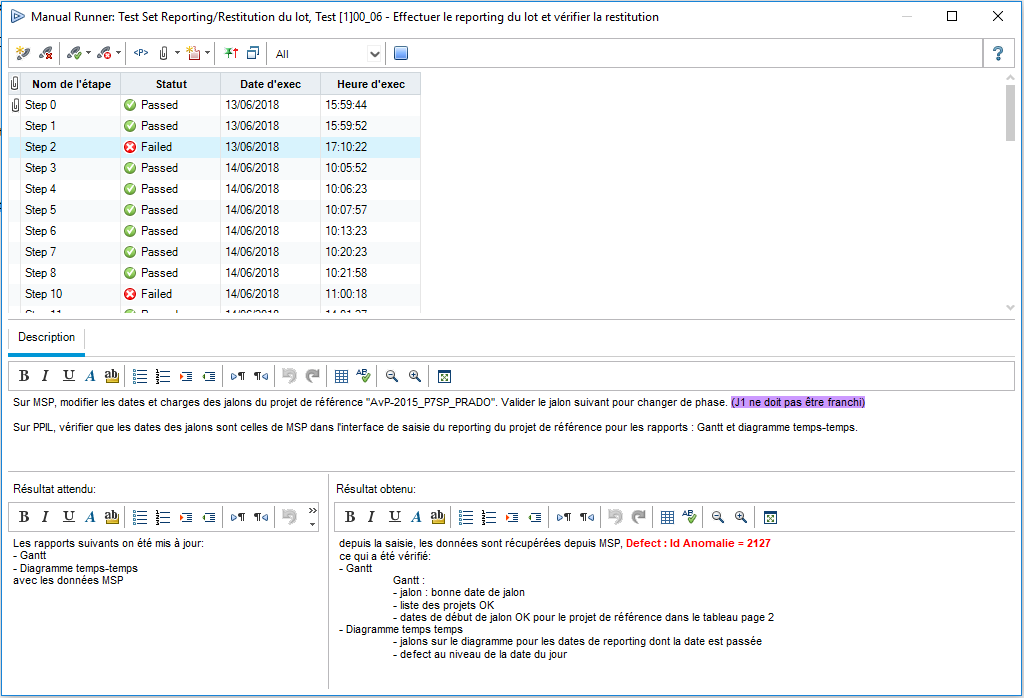 Manual Runner: Test Set Reporting/Restitution du lot, Test [1]00_06 - Effectuer le reporting du lot et vérifier la restitution
<P> All ?
Nom de l'étape Statut Date d'exec Heure d'exec
Step 0 Passed 13/06/2018 15:59:44
Step 1 Passed 13/06/2018 15:59:52
Step 2 Failed 13/06/2018 17:10:22
Step 3 Passed 14/06/2018 10:05:52
Step 4 Passed 14/06/2018 10:06:23
Step 5 Passed 14/06/2018 10:07:57
Step 6 Passed 14/06/2018 10:13:23
Step 7 Passed 14/06/2018 10:20:23
Step 8 Passed 14/06/2018 10:21:58
Step 10 Failed 14/06/2018 11:00:18
Description
B I U A ab
Sur MSP, modifier les dates et charges des jalons du projet de référence "AvP-2015_P7SP_PRADO". Valider le jalon suivant pour changer de phase. (J1 ne doit pas être franchi)
Sur PPIL, vérifier que les dates des jalons sont celles de MSP dans l'interface de saisie du reporting du projet de référence pour les rapports : Gantt et diagramme temps-temps.
Résultat attendu:
B I U A ab
Les rapports suivants on été mis à jour:
- Gantt
- Diagramme temps-temps
avec les données MSP
Résultat obtenu:
B I U A ab
depuis la saisie, les données sont récupérées depuis MSP, Defect : Id Anomalie = 2127
ce qui a été vérifié:
- Gantt
Gantt :
- jalon : bonne date de jalon
- liste des projets OK
- dates de début de jalon OK pour le projet de référence dans le tableau page 2
- Diagramme temps temps
- jalons sur le diagramme pour les dates de reporting dont la date est passée
- defect au niveau de la date du jour